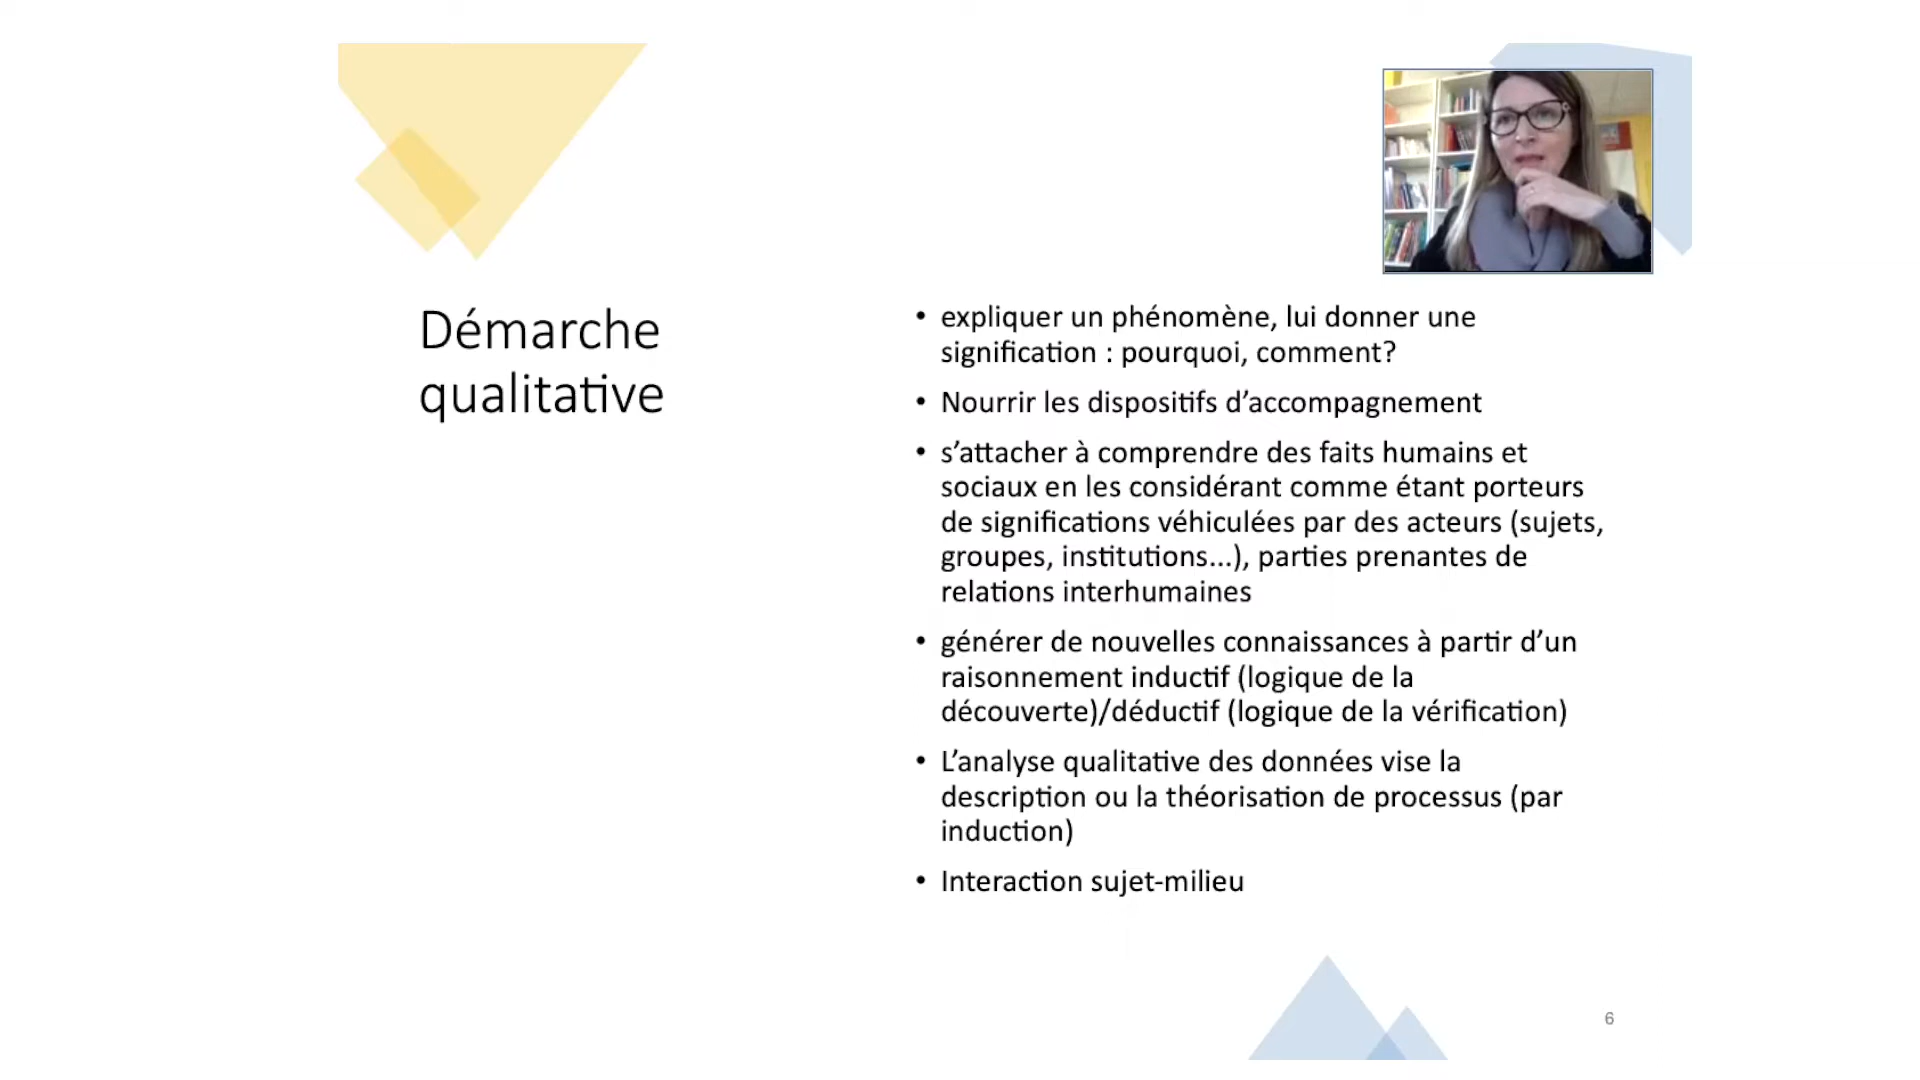 Démarche
qualitative
• expliquer un phénomène, lui donner une
signification : pourquoi, comment?
• Nourrir les dispositifs d’accompagnement
• s’attacher à comprendre des faits humains et
sociaux en les considérant comme étant porteurs
de significations véhiculées par des acteurs (sujets,
groupes, institutions...), parties prenantes de
relations interhumaines
• générer de nouvelles connaissances à partir d’un
raisonnement inductif (logique de la
découverte)/déductif (logique de la vérification)
• L’analyse qualitative des données vise la
description ou la théorisation de processus (par
induction)
• Interaction sujet-milieu
6